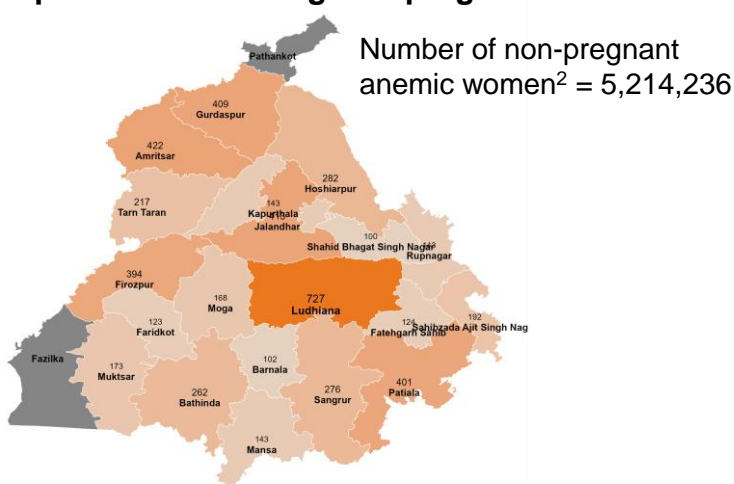 Number of non-pregnant
anemic women2 = 5,214,236
Pathankot
409
Gurdaspur
422
Amritsar
282
Hoshiarpur
217
Tarn Taran
143
Kapurthala
Jalandhar
100
Shahid Bhagat Singh Nagar
Rupnagar
394
Firozpur
727
Ludhiana
168
Moga
123
Faridkot
124
Fatehgarh Sahib
192
Sahibzada Ajit Singh Nag
Fazilka
173
Muktsar
102
Barnala
262
Bathinda
276
Sangrur
401
Patiala
143
Mansa